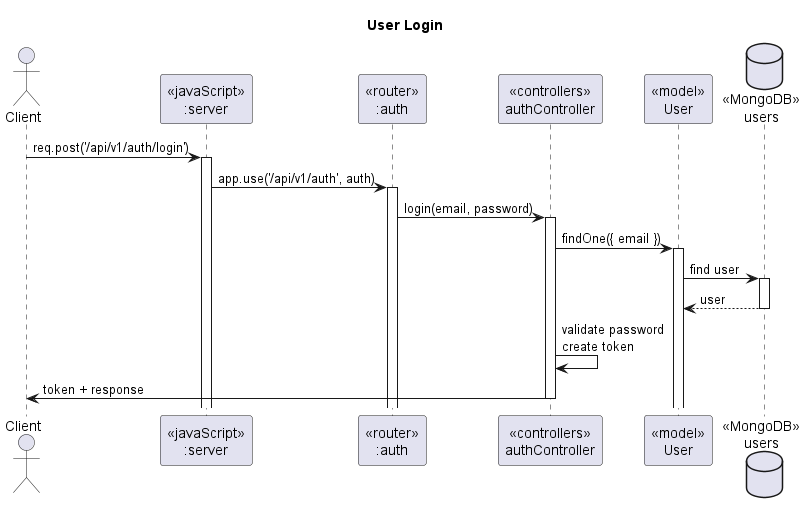 User Login
Client
«javaScript»
:server
«router»
:auth
«controllers»
authController
«model»
User
«MongoDB»
users
req.post('/api/v1/auth/login')
app.use('/api/v1/auth', auth)
login(email, password)
findOne({ email })
find user
user
validate password
create token
token + response
Client
«javaScript»
:server
«router»
:auth
«controllers»
authController
«model»
User
«MongoDB»
users